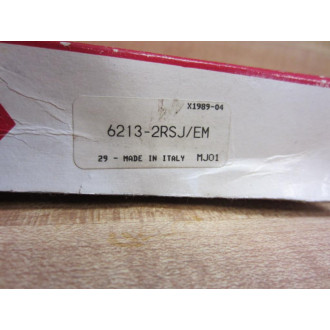 X1989-04
6213-2RSJ/EM
29 - MADE IN ITALY MJ01